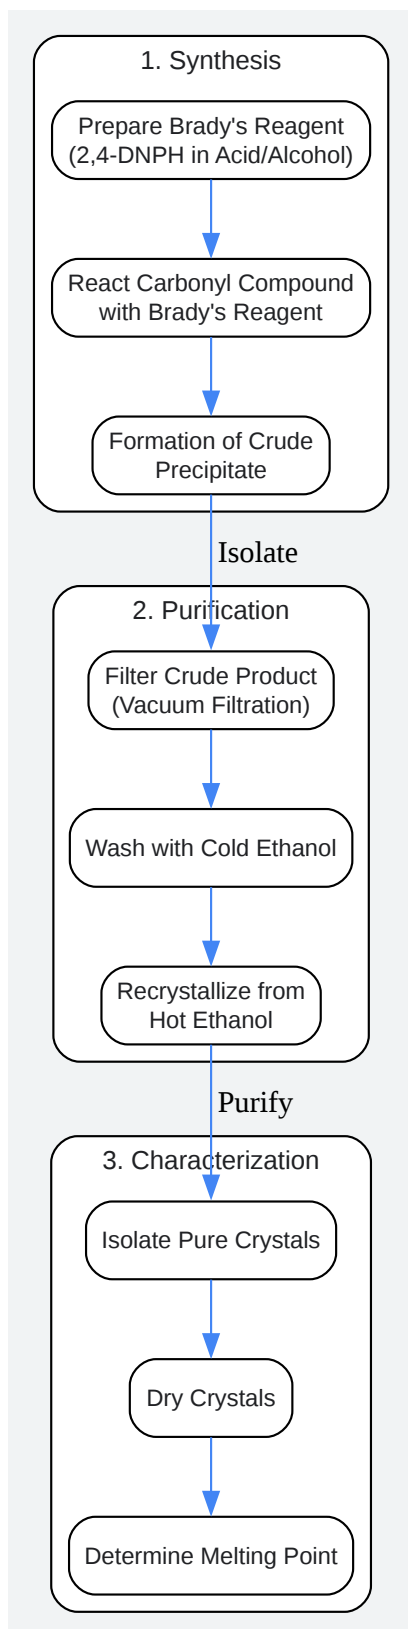 1. Synthesis
Prepare Brady's Reagent
(2,4-DNPH in Acid/Alcohol)
React Carbonyl Compound
with Brady's Reagent
Formation of Crude
Precipitate
Isolate
2. Purification
Filter Crude Product
(Vacuum Filtration)
Wash with Cold Ethanol
Recrystallize from
Hot Ethanol
Purify
3. Characterization
Isolate Pure Crystals
Dry Crystals
Determine Melting Point